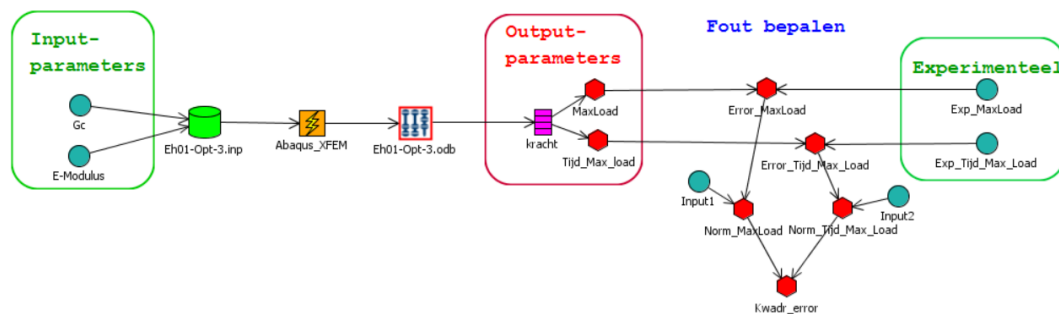 Input-
parameters
Gc
E-Modulus
Eh01-Opt-3.inp
Abaqus_XFEM
Eh01-Opt-3.odb
Output-
parameters
MaxLoad
kracht
Tijd_Max_load
Fout bepalen
Error_MaxLoad
Error_Tijd_Max_Load
Experimenteel
Exp_MaxLoad
Exp_Tijd_Max_Load
Input1
Input2
Norm_MaxLoad
Norm_Tijd_Max_Load
Kwadr_error